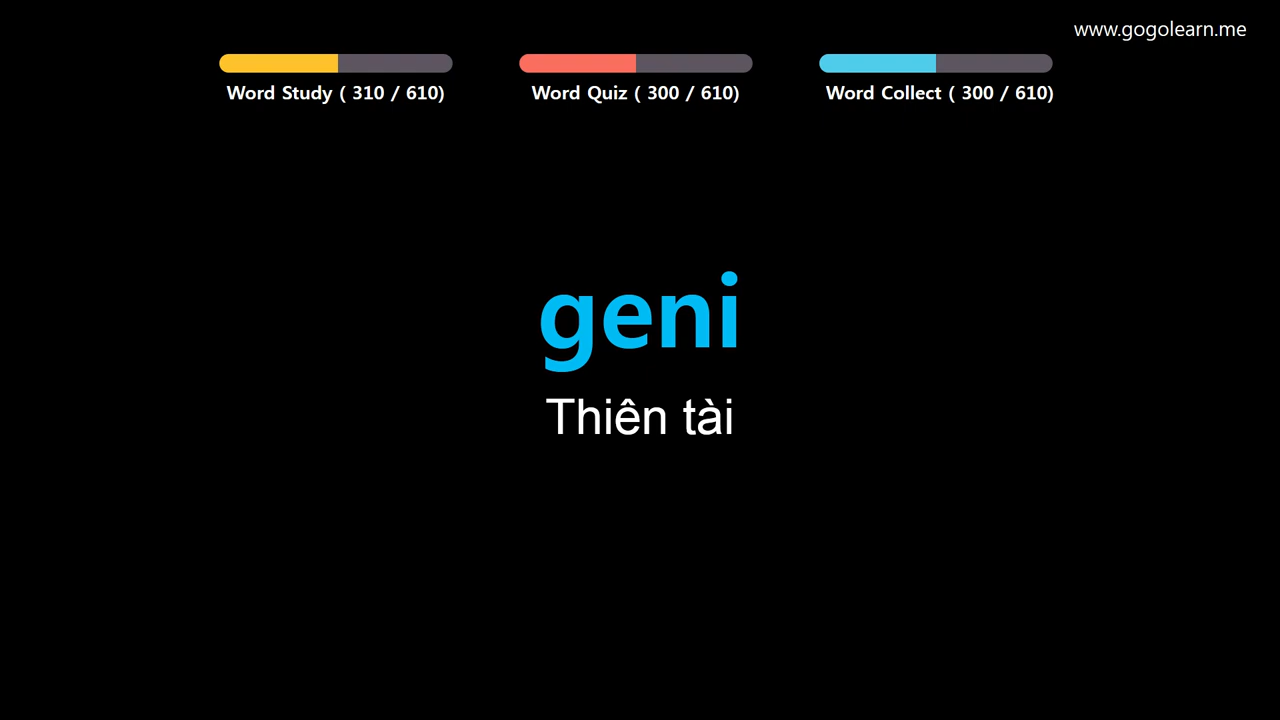 www.gogolearn.me
Word Study ( 310 / 610)
Word Quiz ( 300 / 610)
Word Collect ( 300 / 610)
geni
Thiên tài